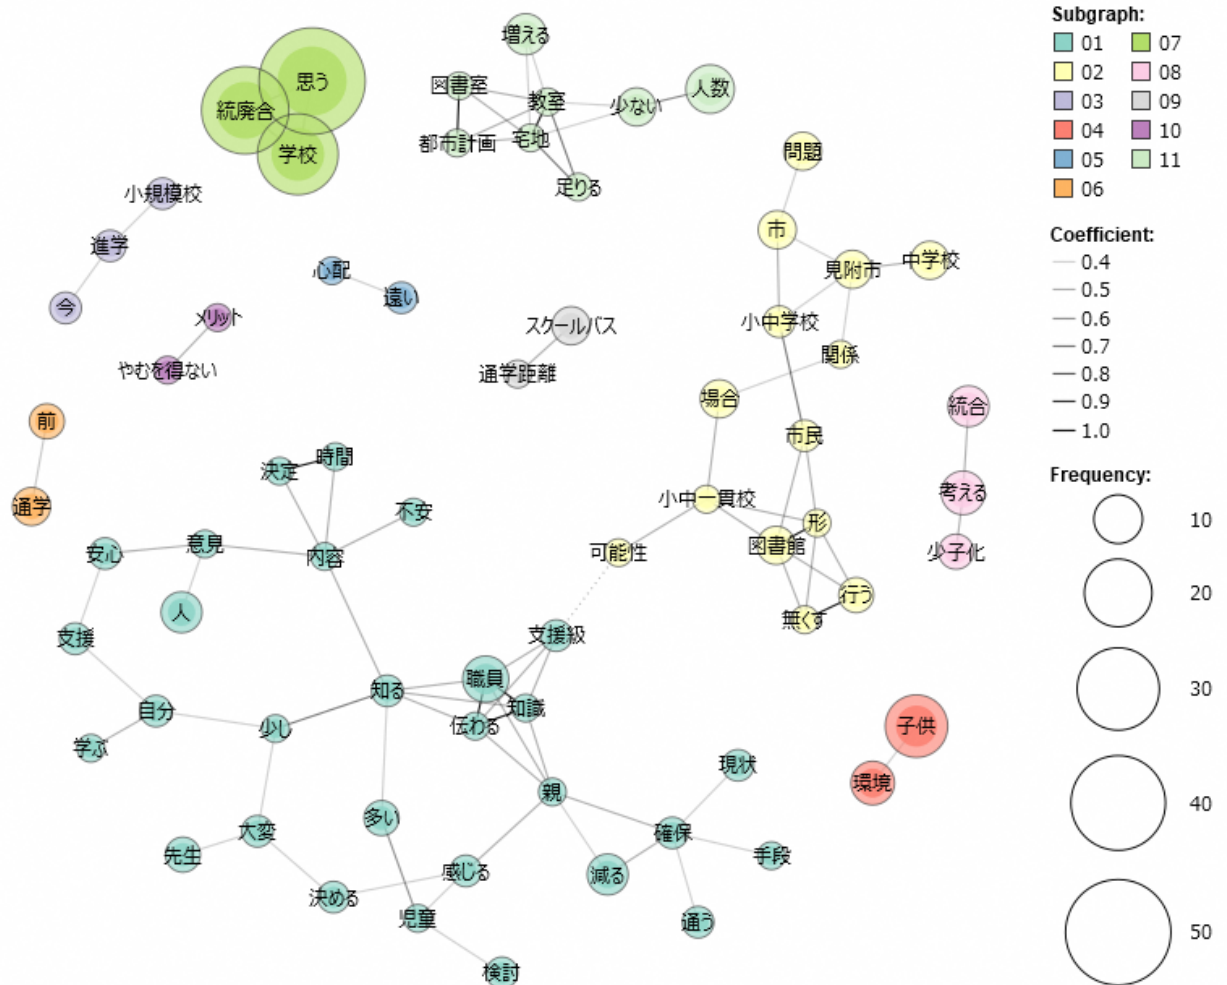 Subgraph:
01
07
02
08
03
09
04
10
05
11
06
Coefficient:
0.4
0.5
0.6
0.7
0.8
0.9
1.0
Frequency:
10
20
30
40
50
思う
統廃合
学校
増える
図書室
教室
少ない
人数
都市計画
宅地
足りる
小規模校
進学
今
心配
遠い
メリット
やむを得ない
スクールバス
通学距離
問題
市
見附市
中学校
小中学校
関係
場合
市民
小中一貫校
形
図書館
可能性
行う
無くす
統合
考える
少子化
前
通学
決定
時間
不安
安心
意見
内容
人
支援
支援級
職員
知る
知識
伝わる
自分
少し
学ぶ
子供
環境
親
現状
多い
大変
確保
先生
手段
減る
感じる
決める
児童
通う
検討